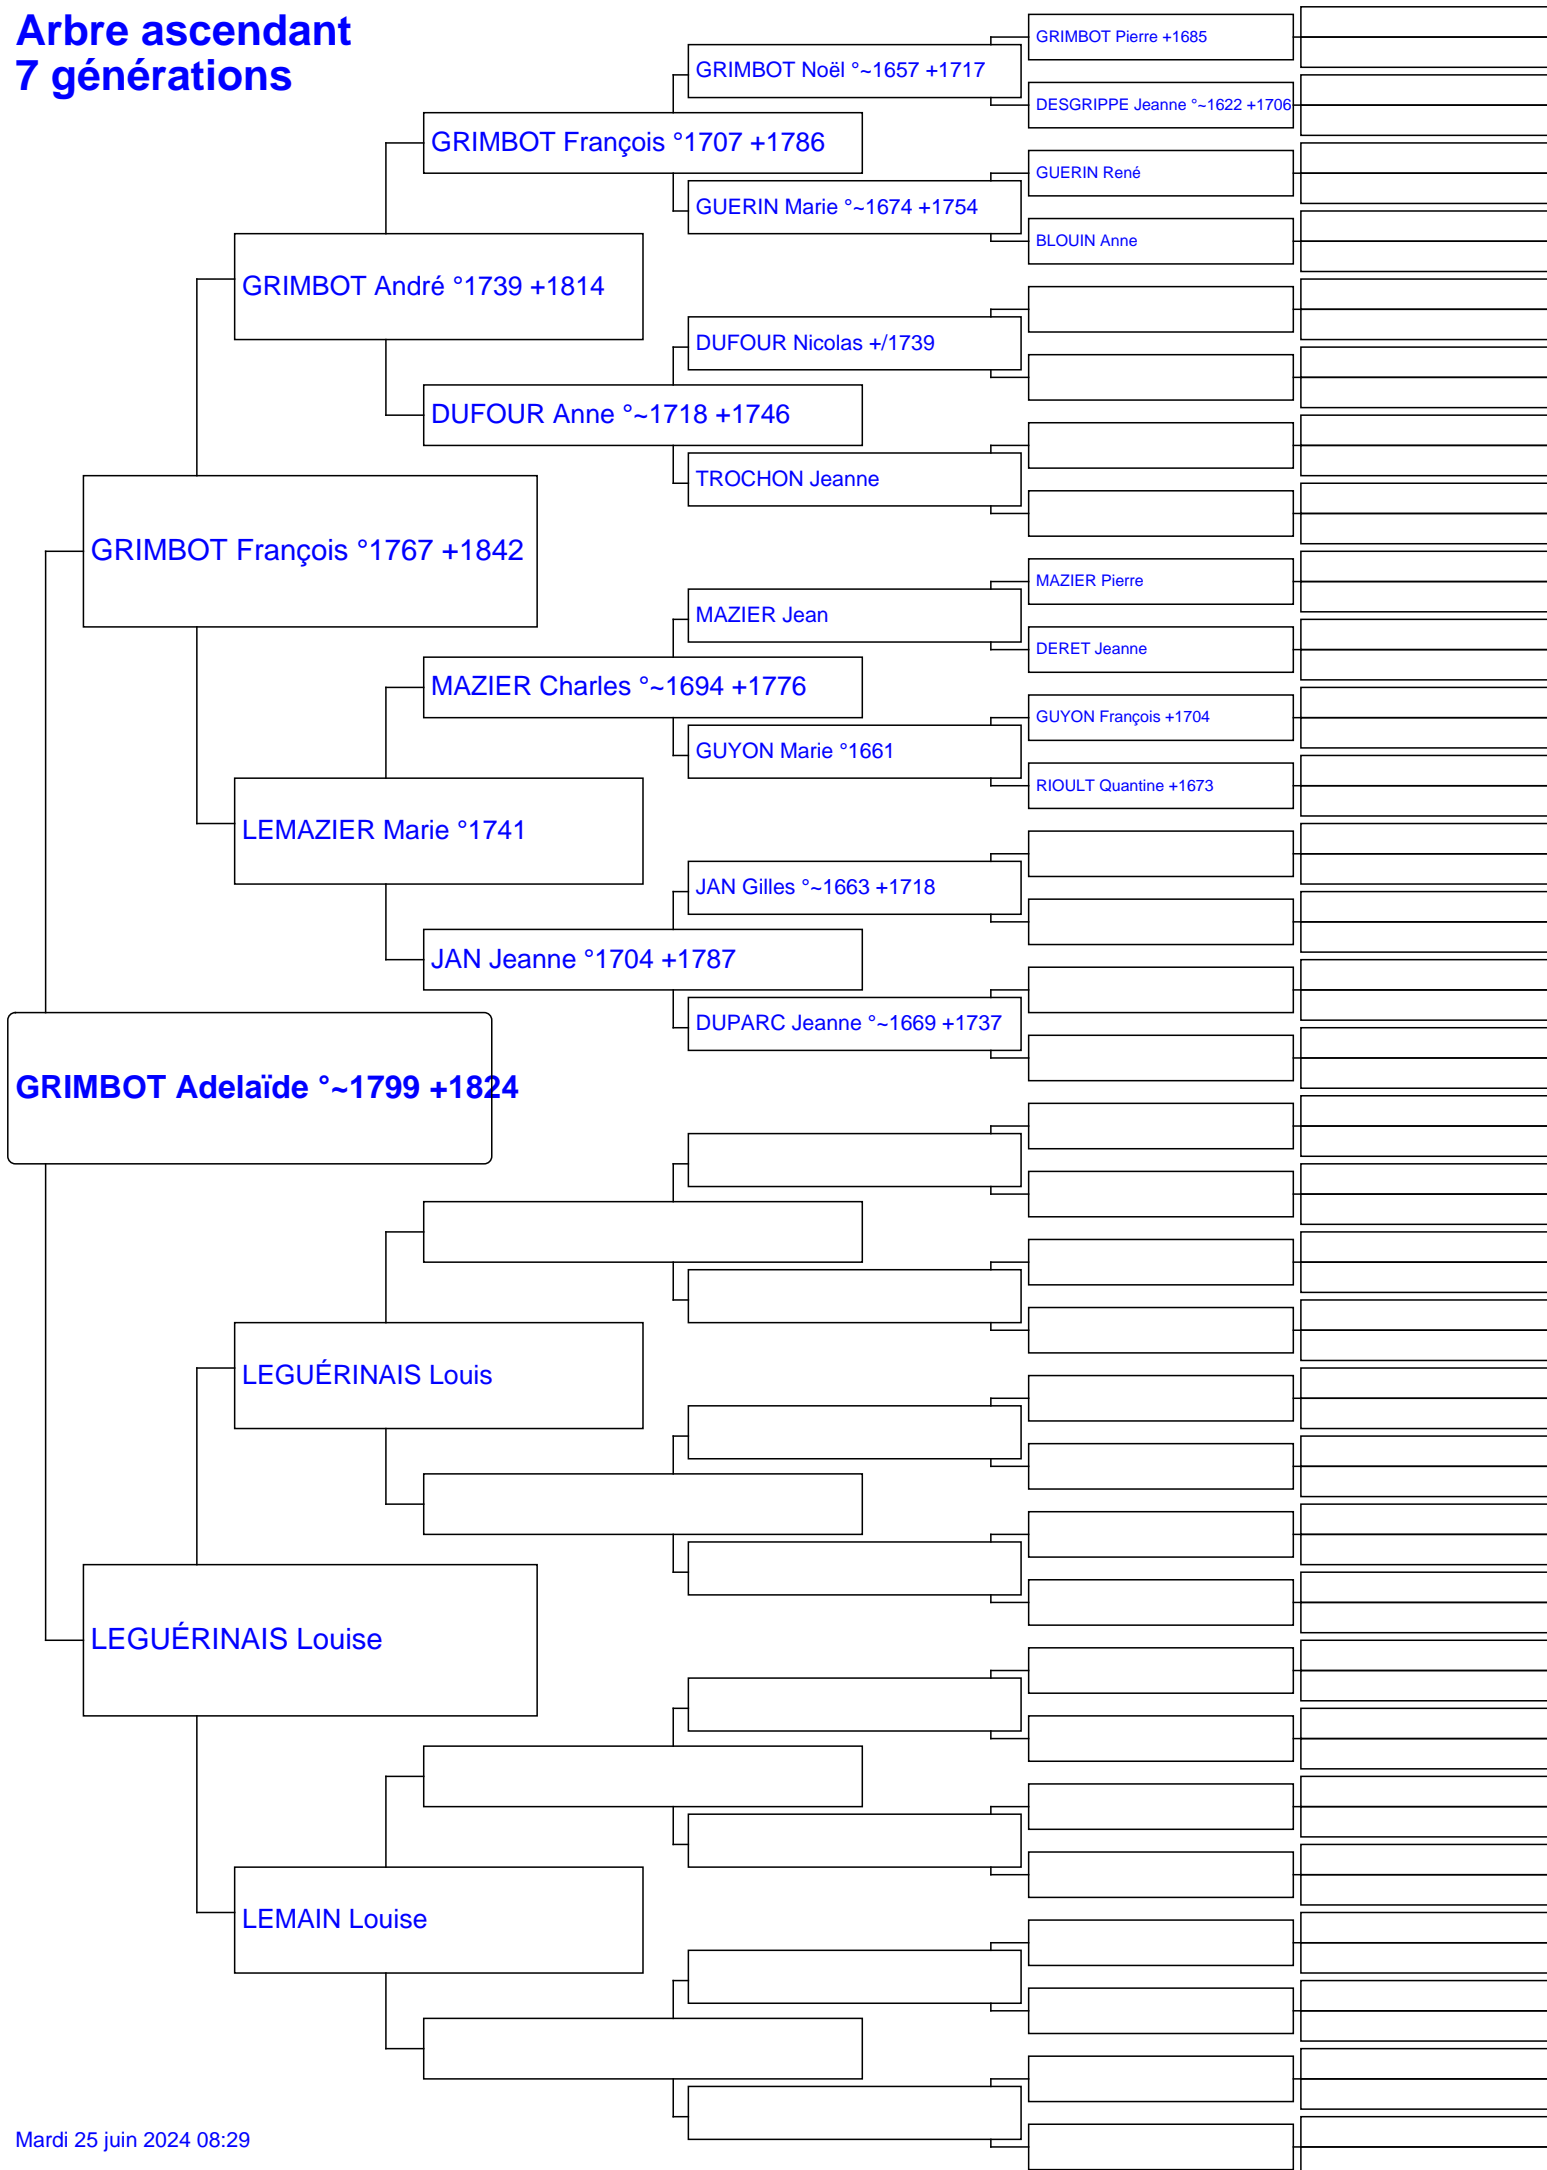 Arbre ascendant
7 générations
GRIMBOT Pierre +1685
GRIMBOT Noël °~1657 +1717
DESGRIPPE Jeanne °~1622 +1706
GRIMBOT François °1707 +1786
GUERIN René
GUERIN Marie °~1674 +1754
BLOUIN Anne
GRIMBOT André °1739 +1814
DUFOUR Nicolas +/1739
DUFOUR Anne °~1718 +1746
TROCHON Jeanne
GRIMBOT François °1767 +1842
MAZIER Pierre
MAZIER Jean
DERET Jeanne
MAZIER Charles °~1694 +1776
GUYON François +1704
GUYON Marie °1661
RIOULT Quantine +1673
LEMAZIER Marie °1741
JAN Gilles °~1663 +1718
JAN Jeanne °1704 +1787
DUPARC Jeanne °~1669 +1737
GRIMBOT Adelaïde °~1799 +1824
LEGUÉRINAIS Louis
LEGUÉRINAIS Louise
LEMAIN Louise
Mardi 25 juin 2024 08:29